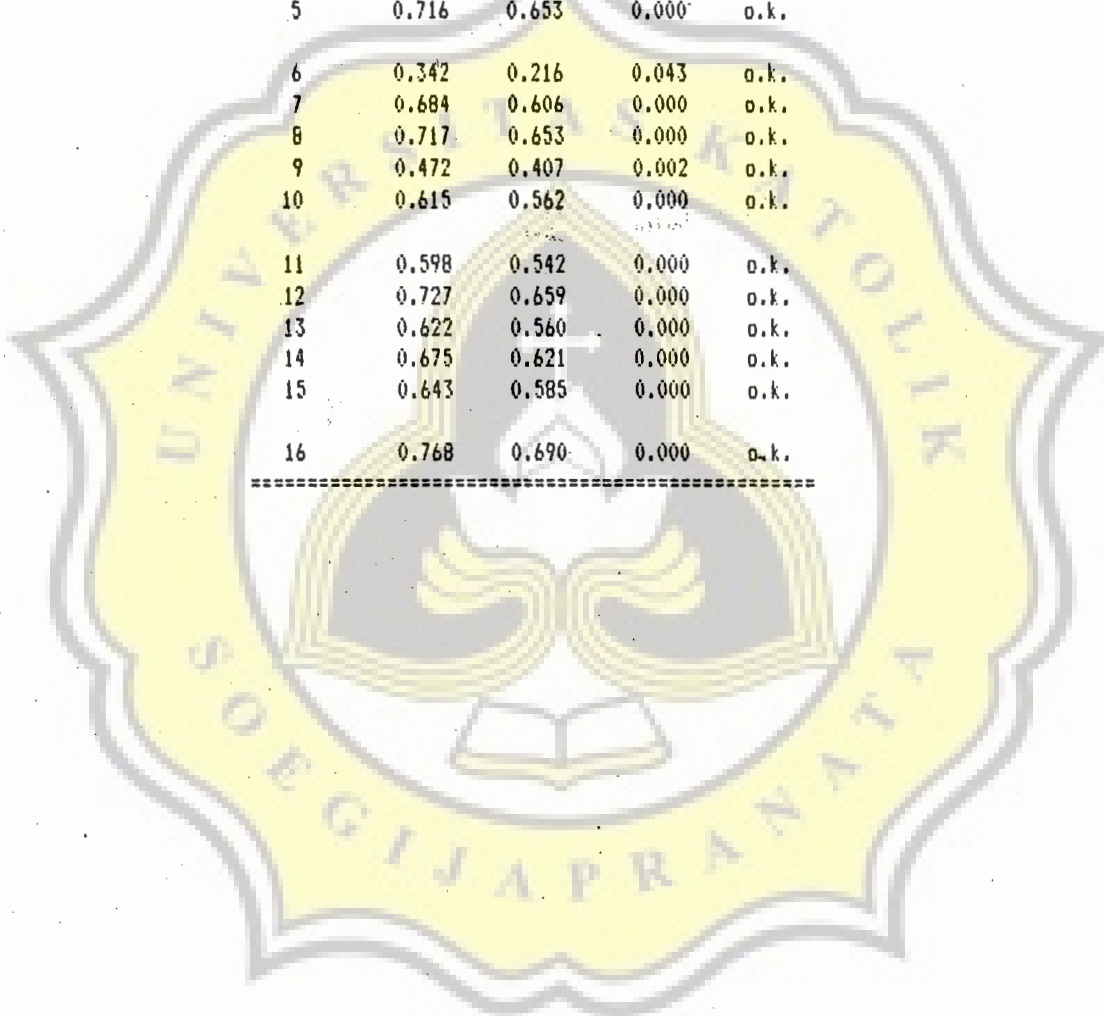 5 0.716 0.653 0.000 o.k.
6 0.342 0.216 0.043 o.k.
7 0.684 0.606 0.000 o.k.
8 0.717 0.653 0.000 o.k.
9 0.472 0.407 0.002 o.k.
10 0.615 0.562 0.000 o.k.
11 0.598 0.542 0.000 o.k.
12 0.727 0.659 0.000 o.k.
13 0.622 0.560 0.000 o.k.
14 0.675 0.621 0.000 o.k.
15 0.643 0.585 0.000 o.k.
16 0.768 0.690 0.000 o.k.
==================================================
UNIVERSITAS KATOLIK
SOEGIJAPRANATA